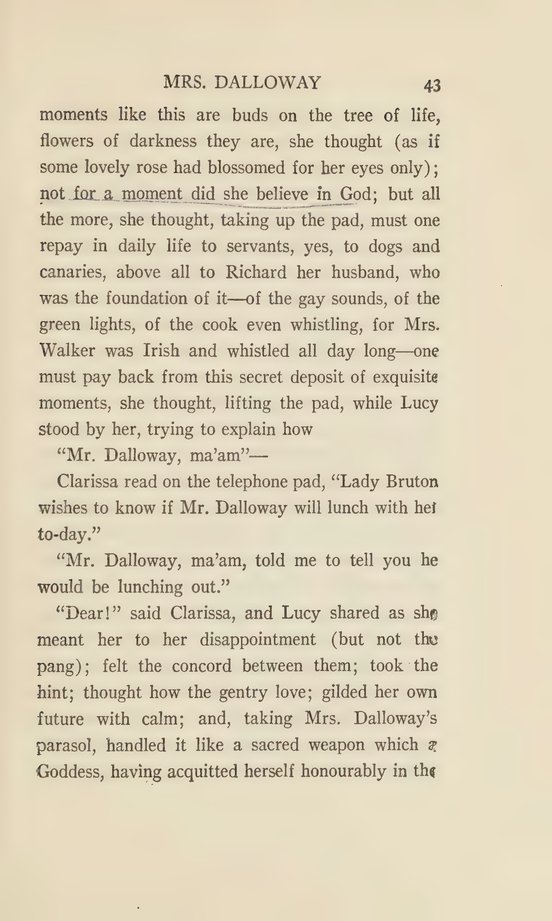 MRS. DALLOWAY 43
moments like this are buds on the tree of life,
flowers of darkness they are, she thought (as if
some lovely rose had blossomed for her eyes only);
not for a moment did she believe in God; but all
the more, she thought, taking up the pad, must one
repay in daily life to servants, yes, to dogs and
canaries, above all to Richard her husband, who
was the foundation of it—of the gay sounds, of the
green lights, of the cook even whistling, for Mrs.
Walker was Irish and whistled all day long—one
must pay back from this secret deposit of exquisite
moments, she thought, lifting the pad, while Lucy
stood by her, trying to explain how
"Mr. Dalloway, ma'am"—
Clarissa read on the telephone pad, "Lady Bruton
wishes to know if Mr. Dalloway will lunch with her
to-day."
"Mr. Dalloway, ma'am, told me to tell you he
would be lunching out."
"Dear!" said Clarissa, and Lucy shared as she
meant her to her disappointment (but not the
pang); felt the concord between them; took the
hint; thought how the gentry love; gilded her own
future with calm; and, taking Mrs. Dalloway's
parasol, handled it like a sacred weapon which a
Goddess, having acquitted herself honourably in the